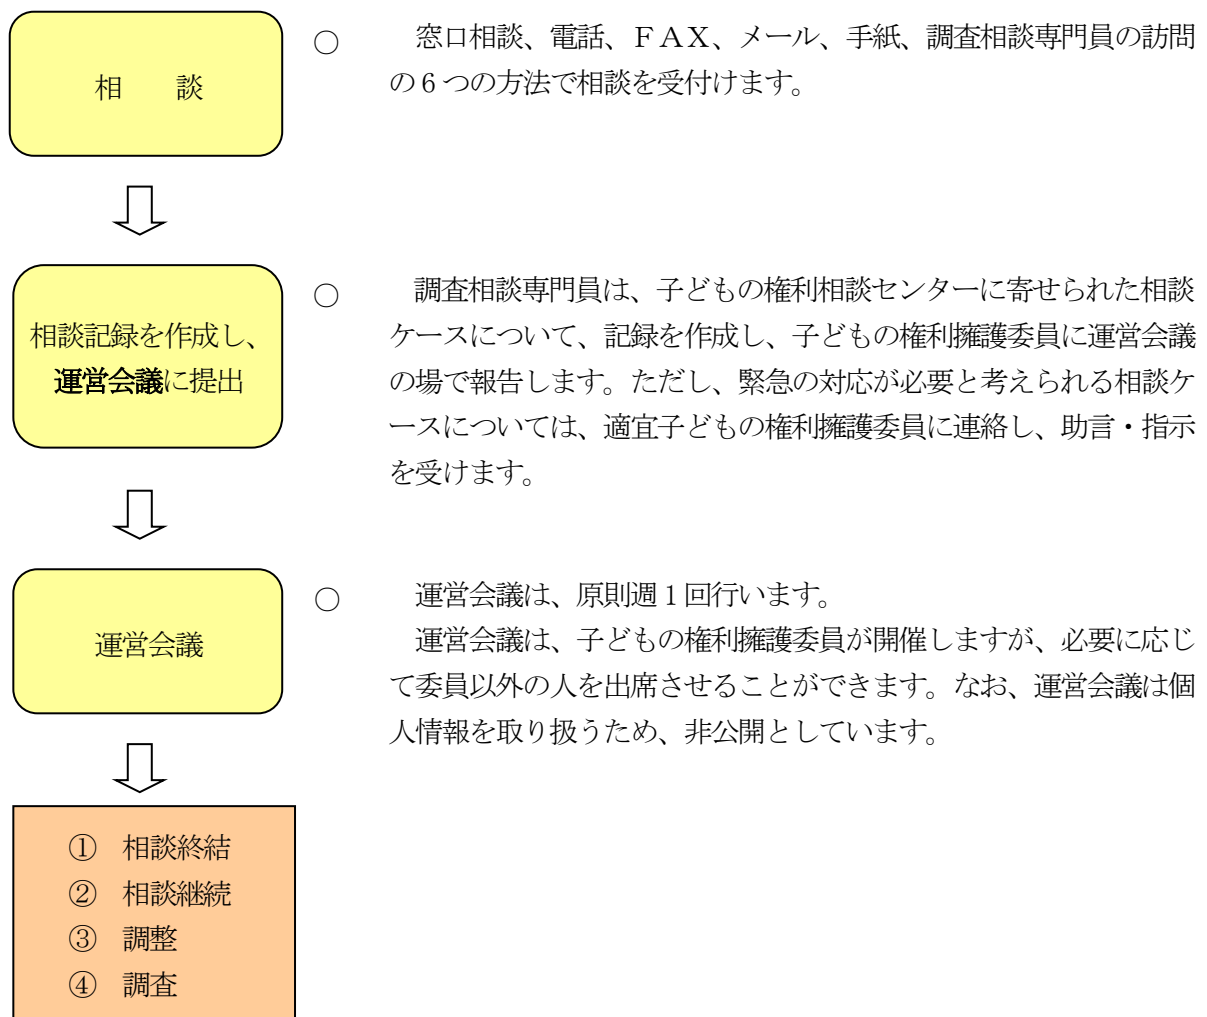 相　　談
○　窓口相談、電話、ＦＡＸ、メール、手紙、調査相談専門員の訪問
の６つの方法で相談を受付けます。
相談記録を作成し、
運営会議に提出
○　調査相談専門員は、子どもの権利相談センターに寄せられた相談
ケースについて、記録を作成し、子どもの権利擁護委員に運営会議
の場で報告します。ただし、緊急の対応が必要と考えられる相談ケ
ースについては、適宜子どもの権利擁護委員に連絡し、助言・指示
を受けます。
運営会議
○　運営会議は、原則週１回行います。
運営会議は、子どもの権利擁護委員が開催しますが、必要に応じ
て委員以外の人を出席させることができます。なお、運営会議は個
人情報を取り扱うため、非公開としています。
①　相談終結
②　相談継続
③　調整
④　調査